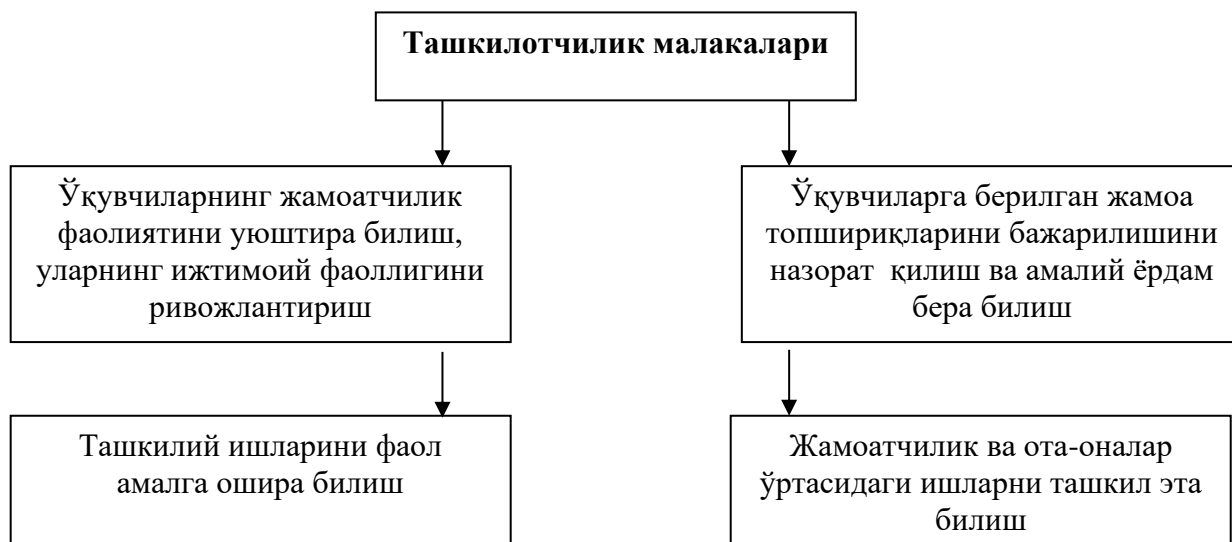 Ташкилотчилик малакалари
Ўқувчиларнинг жамоатчилик
фаолиятини уюштира билиш,
уларнинг ижтимоий фаоллигини
ривожлантириш
Ўқувчиларга берилган жамоа
топшириқларини бажарилишини
назорат қилиш ва амалий ёрдам
бера билиш
Ташкилий ишларини фаол
амалга ошира билиш
Жамоатчилик ва ота-оналар
ўртасидаги ишларни ташкил эта
билиш